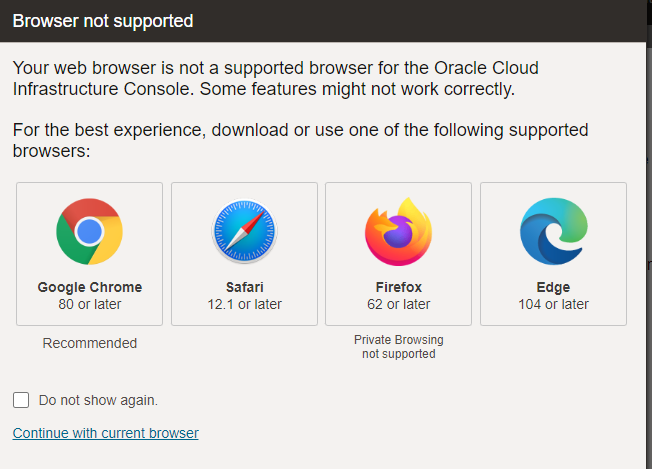 Browser not supported
Your web browser is not a supported browser for the Oracle Cloud
Infrastructure Console. Some features might not work correctly.
For the best experience, download or use one of the following supported
browsers:
Google Chrome
80 or later
Recommended
Safari
12.1 or later
Firefox
62 or later
Private Browsing
not supported
Edge
104 or later
Do not show again.
Continue with current browser